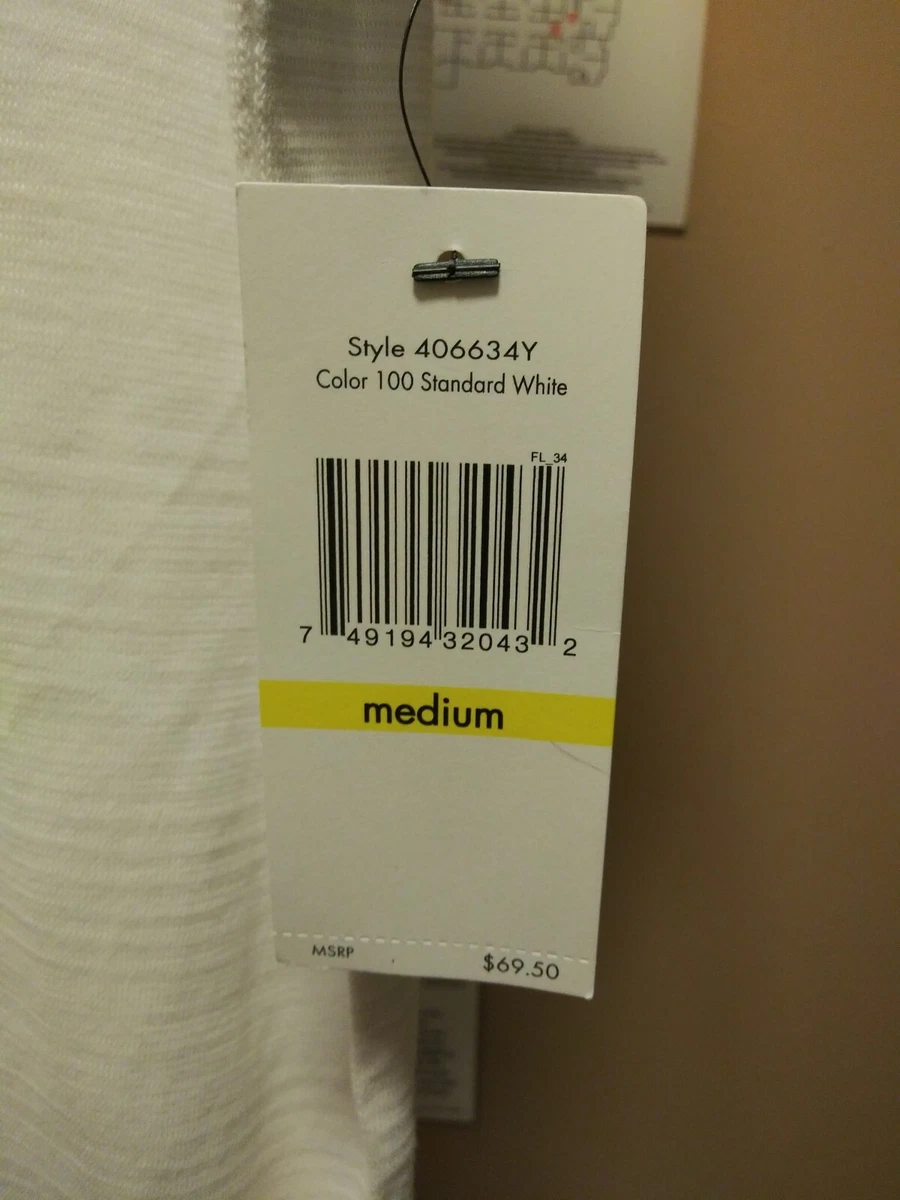 Style 406634Y
Color 100 Standard White
FL_34
7 49194 32043 2
medium
MSRP $69.50